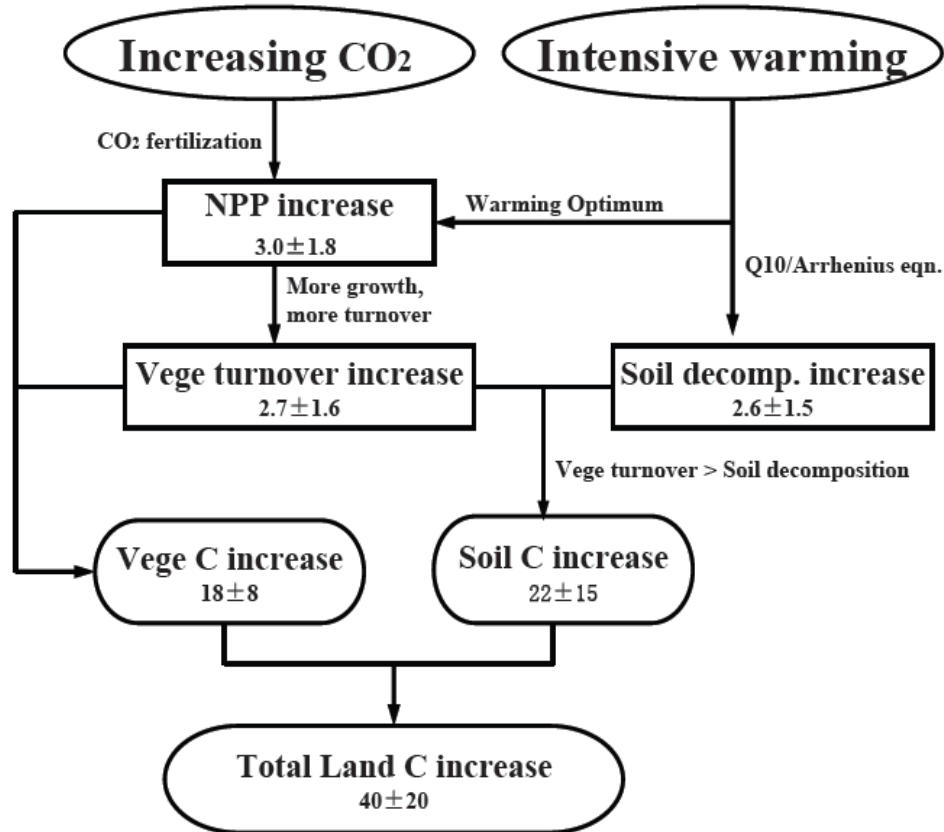 Increasing CO₂
Intensive warming
CO₂ fertilization
NPP increase
3.0±1.8
Warming Optimum
Q10/Arrhenius eqn.
More growth,
more turnover
Vege turnover increase
2.7±1.6
Soil decomp. increase
2.6±1.5
Vege turnover > Soil decomposition
Vege C increase
18±8
Soil C increase
22±15
Total Land C increase
40±20